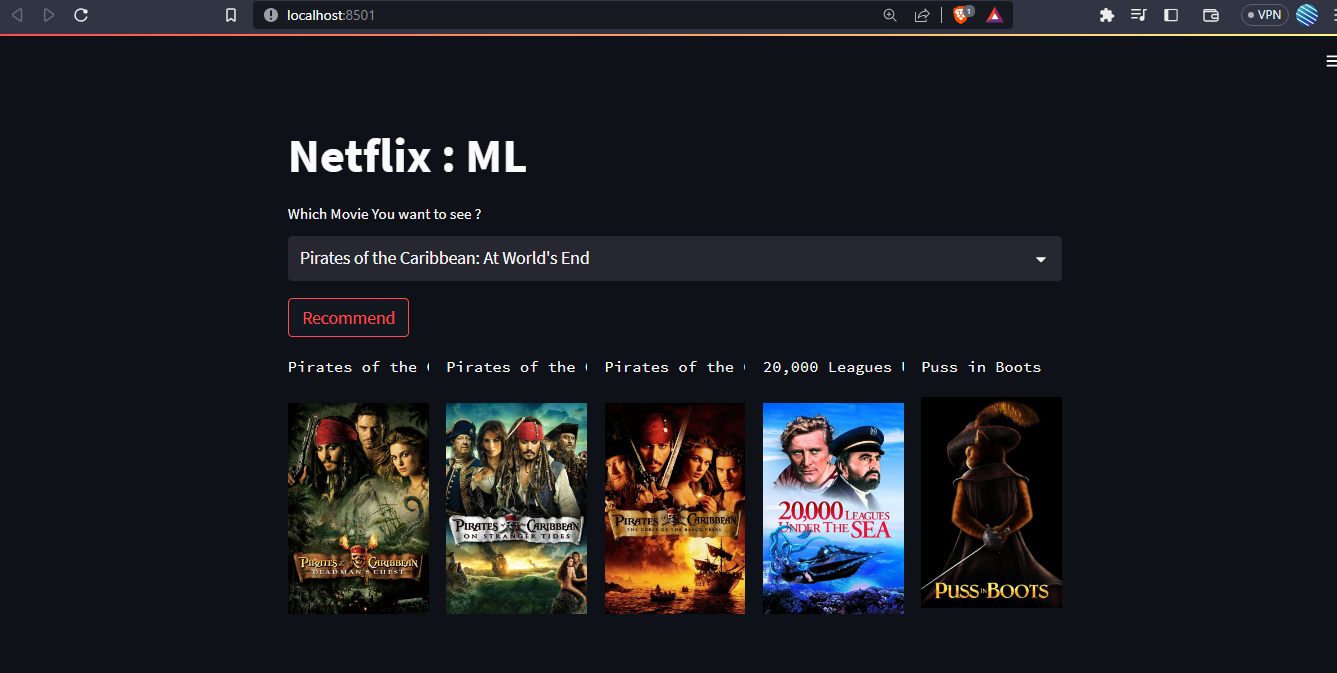 localhost:8501
1
VPN
Netflix : ML
Which Movie You want to see ?
Pirates of the Caribbean: At World's End
Recommend
Pirates of the
Pirates of the
Pirates of the
20,000 Leagues
Puss in Boots
PIRATES of the CARIBBEAN
DEAD MAN'S CHEST
PIRATES of the CARIBBEAN
ON STRANGER TIDES
PIRATES of the CARIBBEAN
THE CURSE OF THE BLACK PEARL
20,000 LEAGUES
UNDER THE SEA
PUSS IN BOOTS